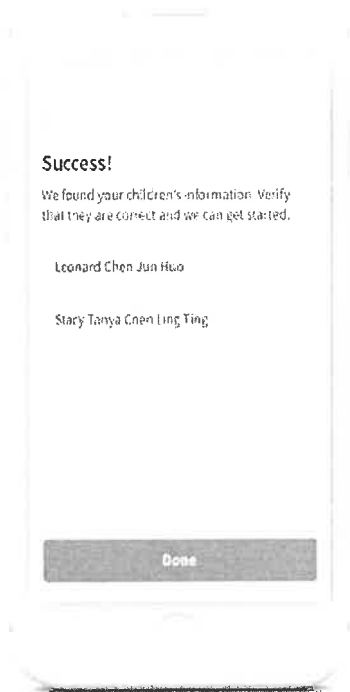 Success!
We found your children's information. Verify
that they are correct and we can get started.
Leonard Chen Jun Hao
Stacy Tanya Chen Ling Ting
Done